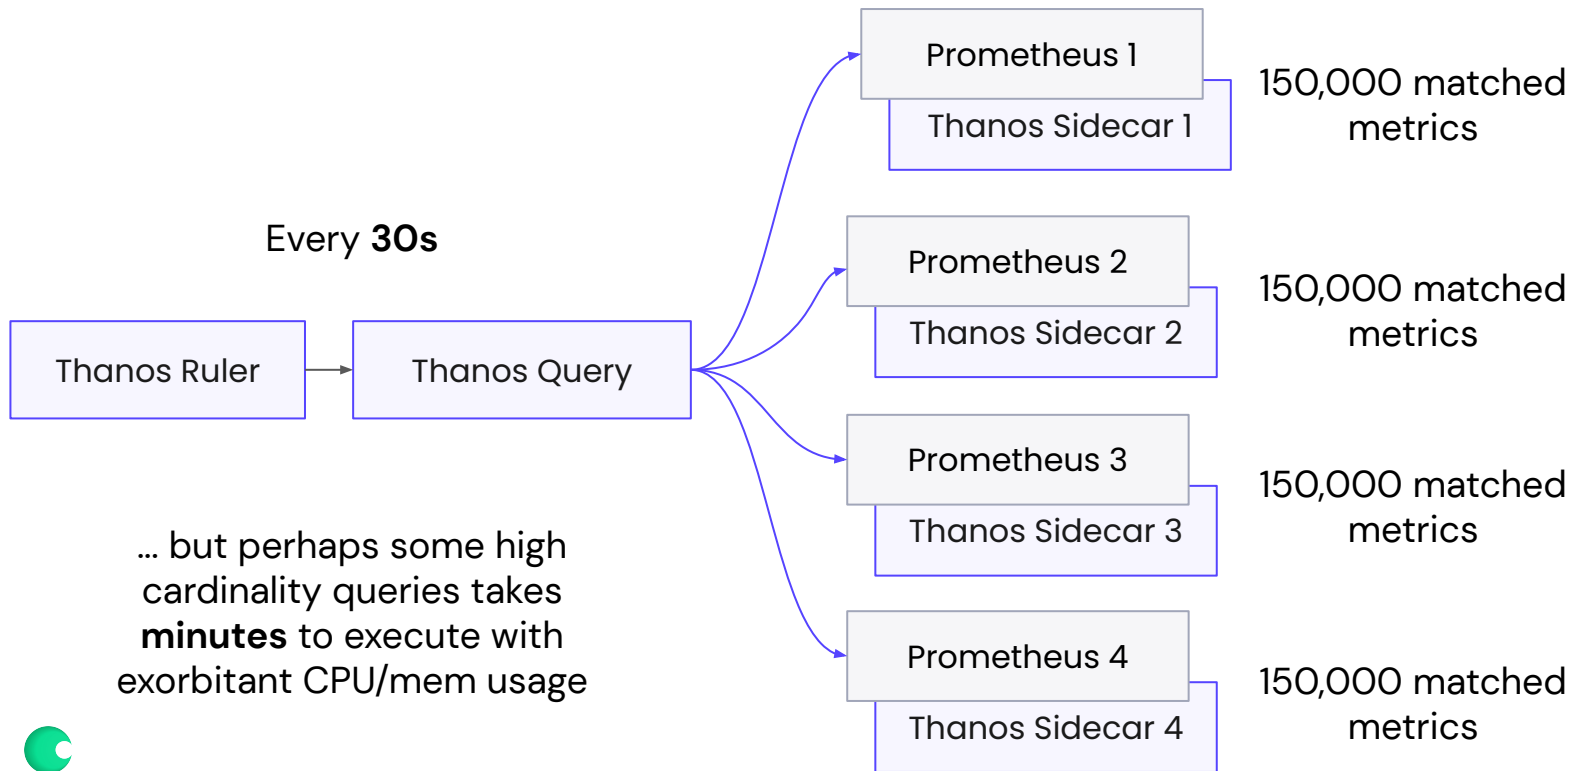 Prometheus 1
Thanos Sidecar 1
150,000 matched
metrics
Every 30s
Prometheus 2
Thanos Sidecar 2
150,000 matched
metrics
Thanos Ruler
Thanos Query
Prometheus 3
Thanos Sidecar 3
150,000 matched
metrics
... but perhaps some high
cardinality queries takes
minutes to execute with
exorbitant CPU/mem usage
Prometheus 4
Thanos Sidecar 4
150,000 matched
metrics